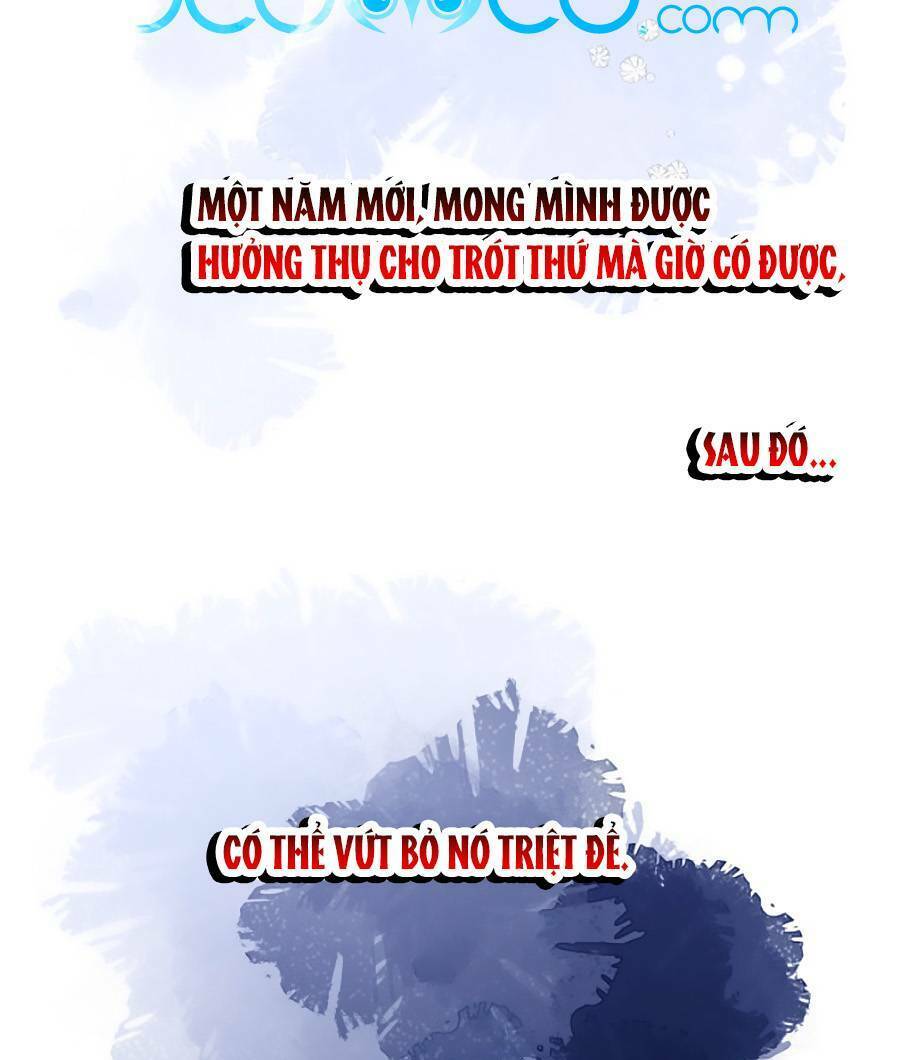 .com
MỘT NĂM MỚI, MONG MÌNH ĐƯỢC
HƯỞNG THỤ CHO TRÓT THỨ MÀ GIỜ CÓ ĐƯỢC,
SAU ĐÓ...
CÓ THỂ VỨT BỎ NÓ TRIỆT ĐỂ.